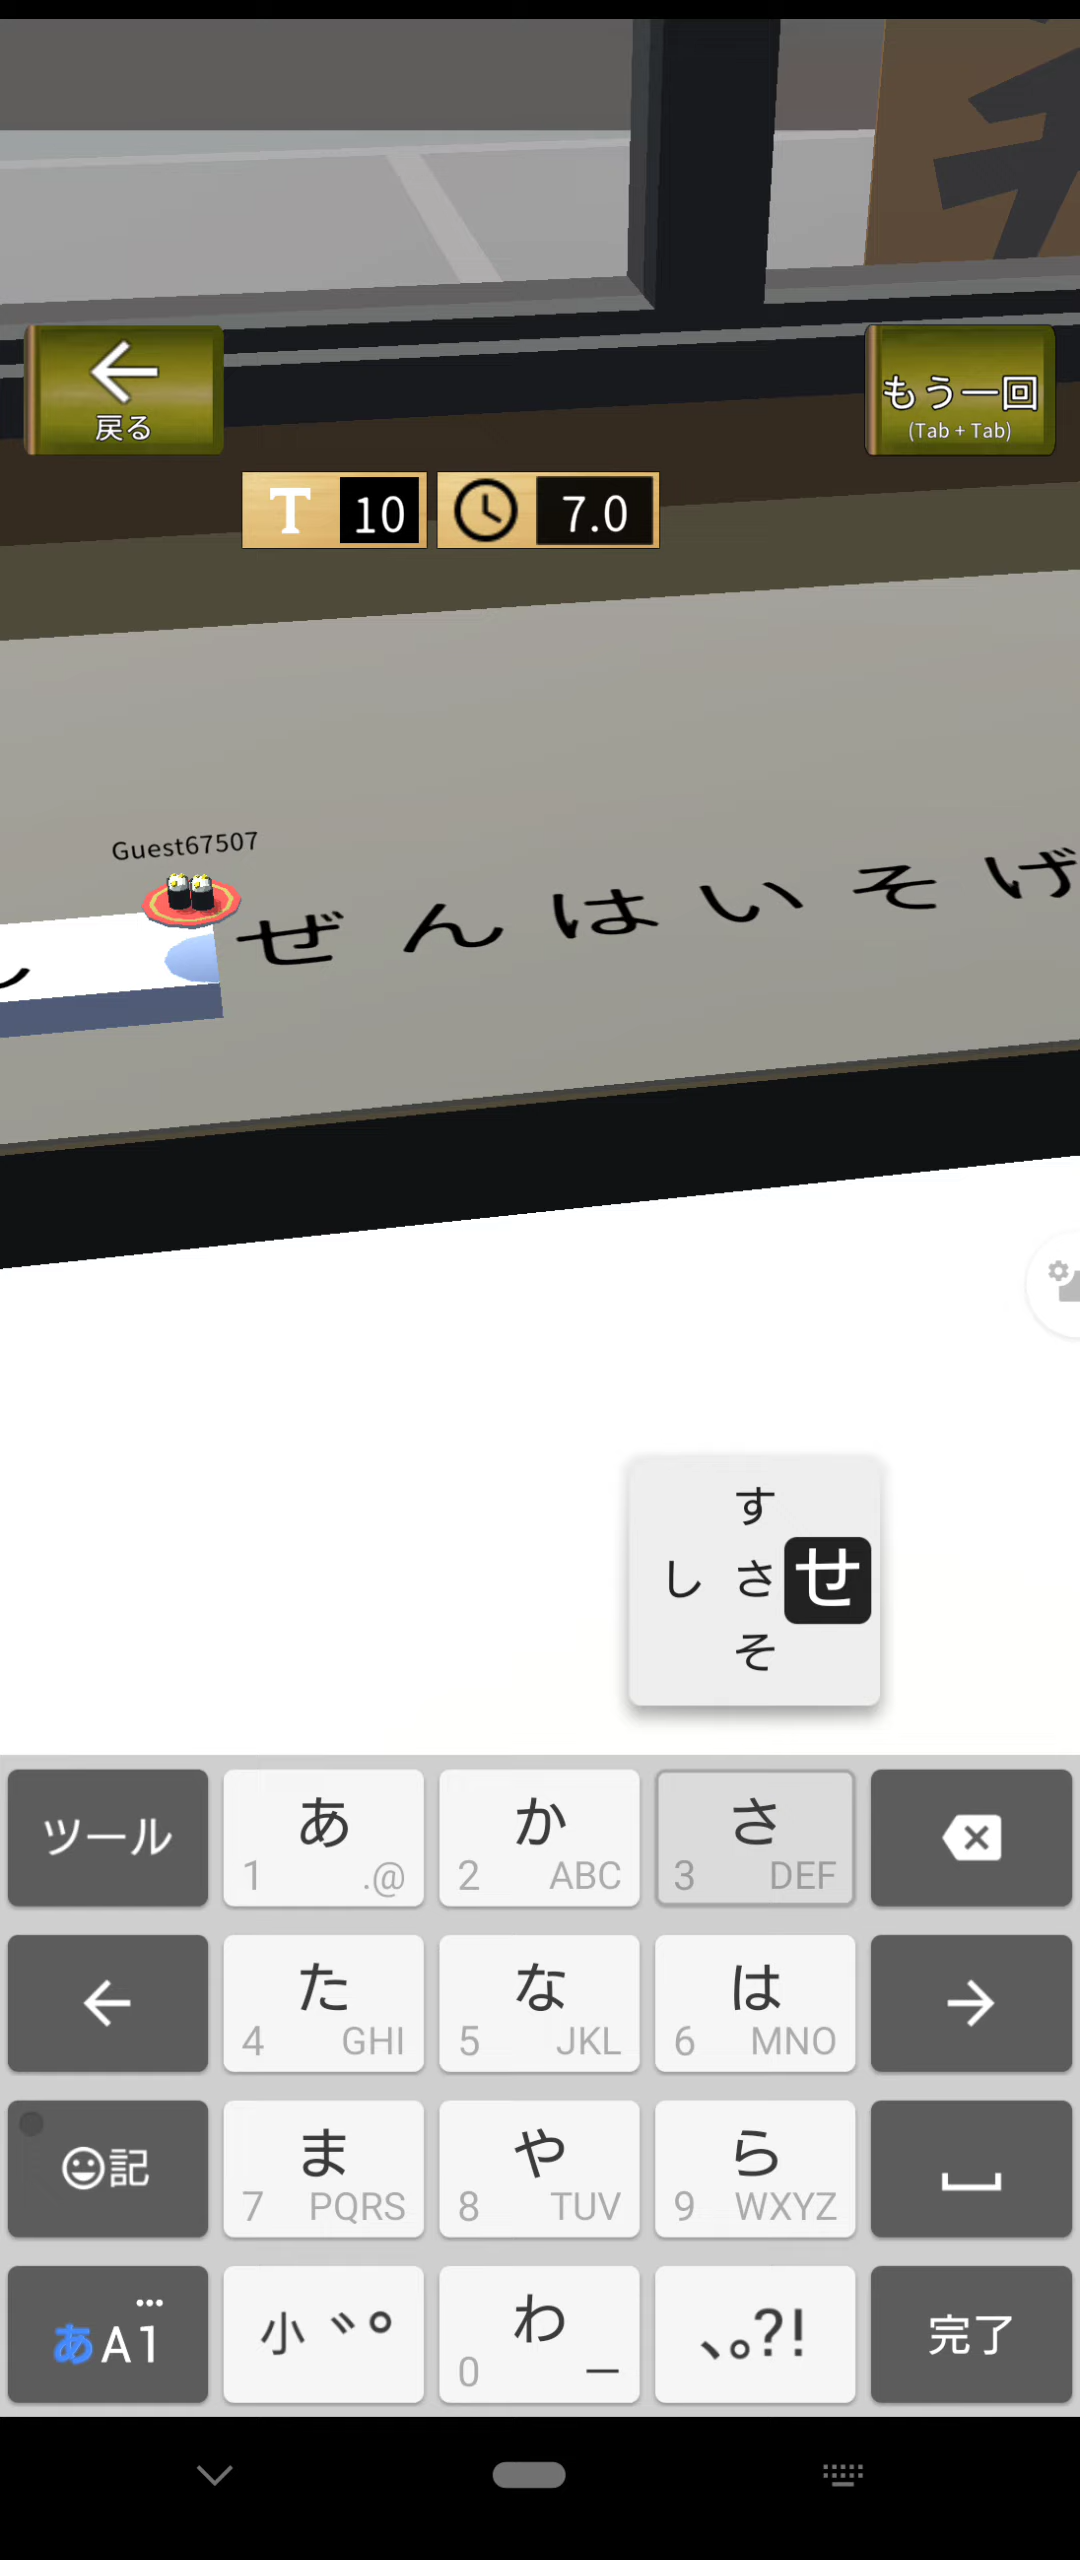 戻る
もう一回
(Tab + Tab)
T 10 7.0
Guest67507
し ぜんはいそげ
す
し さ せ
そ
ツール あ 1 .@ か 2 ABC さ 3 DEF
た 4 GHI な 5 JKL は 6 MNO
記 ま 7 PQRS や 8 TUV ら 9 WXYZ
あA1 小 ゛゜ わ 0 ー 、。?! 完了